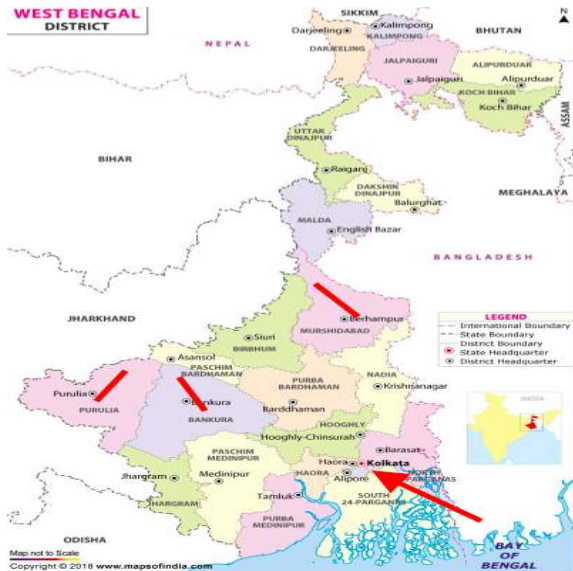 WEST BENGAL
DISTRICT
N
SIKKIM
NEPAL
BHUTAN
Darjeeling
Kalimpong
KALIMPONG
DARJEELING
JALPAIGURI
ALIPURDUAR
Jalpaiguri
Alipurduar
KOCH BIHAR
Koch Bihar
ASSAM
UTTAR
DINAJPUR
BIHAR
Raiganj
DAKSHIN
DINAJPUR
MEGHALAYA
Balurghat
MALDA
English Bazar
BANGLADESH
JHARKHAND
Berhampur
MURSHIDABAD
LEGEND
International Boundary
State Boundary
District Boundary
State Headquarter
District Headquarter
Siuri
BIRBHUM
Asansol
PASCHIM
BARDHAMAN
NADIA
Purulia
PURULIA
Bankura
BANKURA
PURBA
BARDDHAMAN
Barddhaman
Krishnanagar
INDIA
HOOGHLY
Hooghly-Chinsurah
PASCHIM
MEDINIPUR
Barasat
Haora
Kolkata
HAORA
Alipore
NORTH
PARGANAS
Jhargram
JHARGRAM
Medinipur
Tamluk
SOUTH
24-PARGANAS
PURBA
MEDINIPUR
ODISHA
BAY
OF
BENGAL
Map not to Scale
Copyright © 2018 www.mapsofindia.com